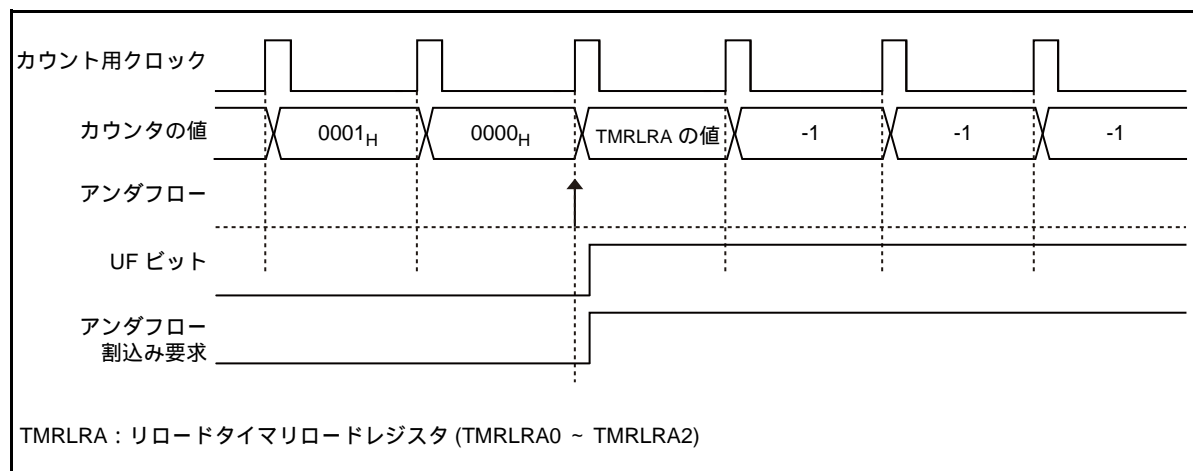 カウント用クロック
カウンタの値
0001H
0000H
TMRLRA の値
-1
-1
-1
アンダフロー
UF ビット
アンダフロー
割込み要求
TMRLRA：リロードタイマリロードレジスタ (TMRLRA0 ~ TMRLRA2)